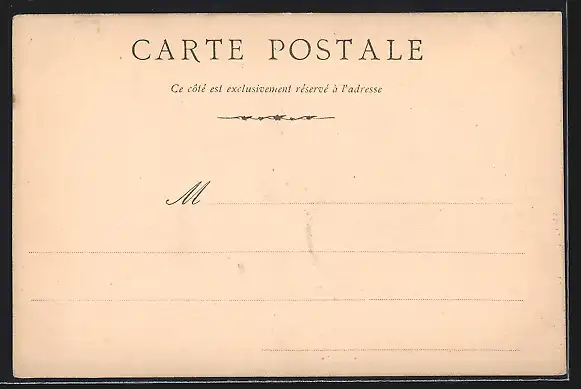 CARTE POSTALE
Ce côté est exclusivement réservé à l'adresse
M